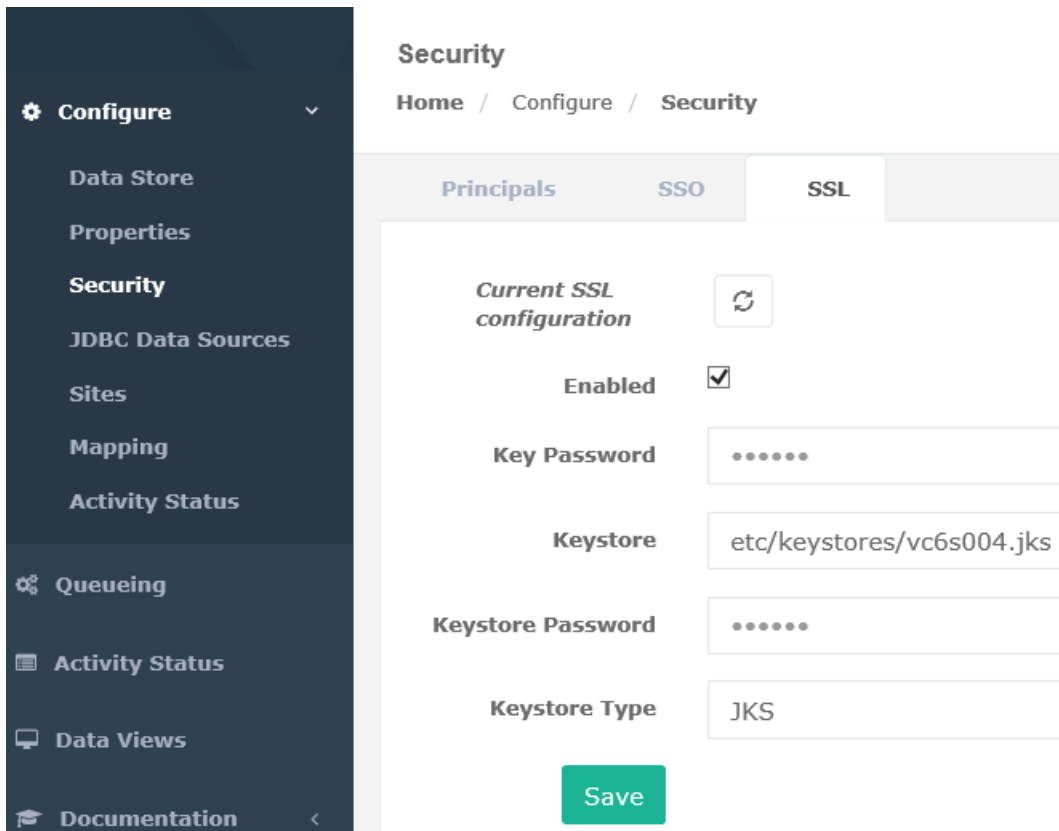 Configure
Data Store
Properties
Security
JDBC Data Sources
Sites
Mapping
Activity Status
Queueing
Activity Status
Data Views
Documentation
Security
Home / Configure / Security
Principals SSO SSL
Current SSL
configuration
Enabled
Key Password ••••••
Keystore etc/keystores/vc6s004.jks
Keystore Password ••••••
Keystore Type JKS
Save